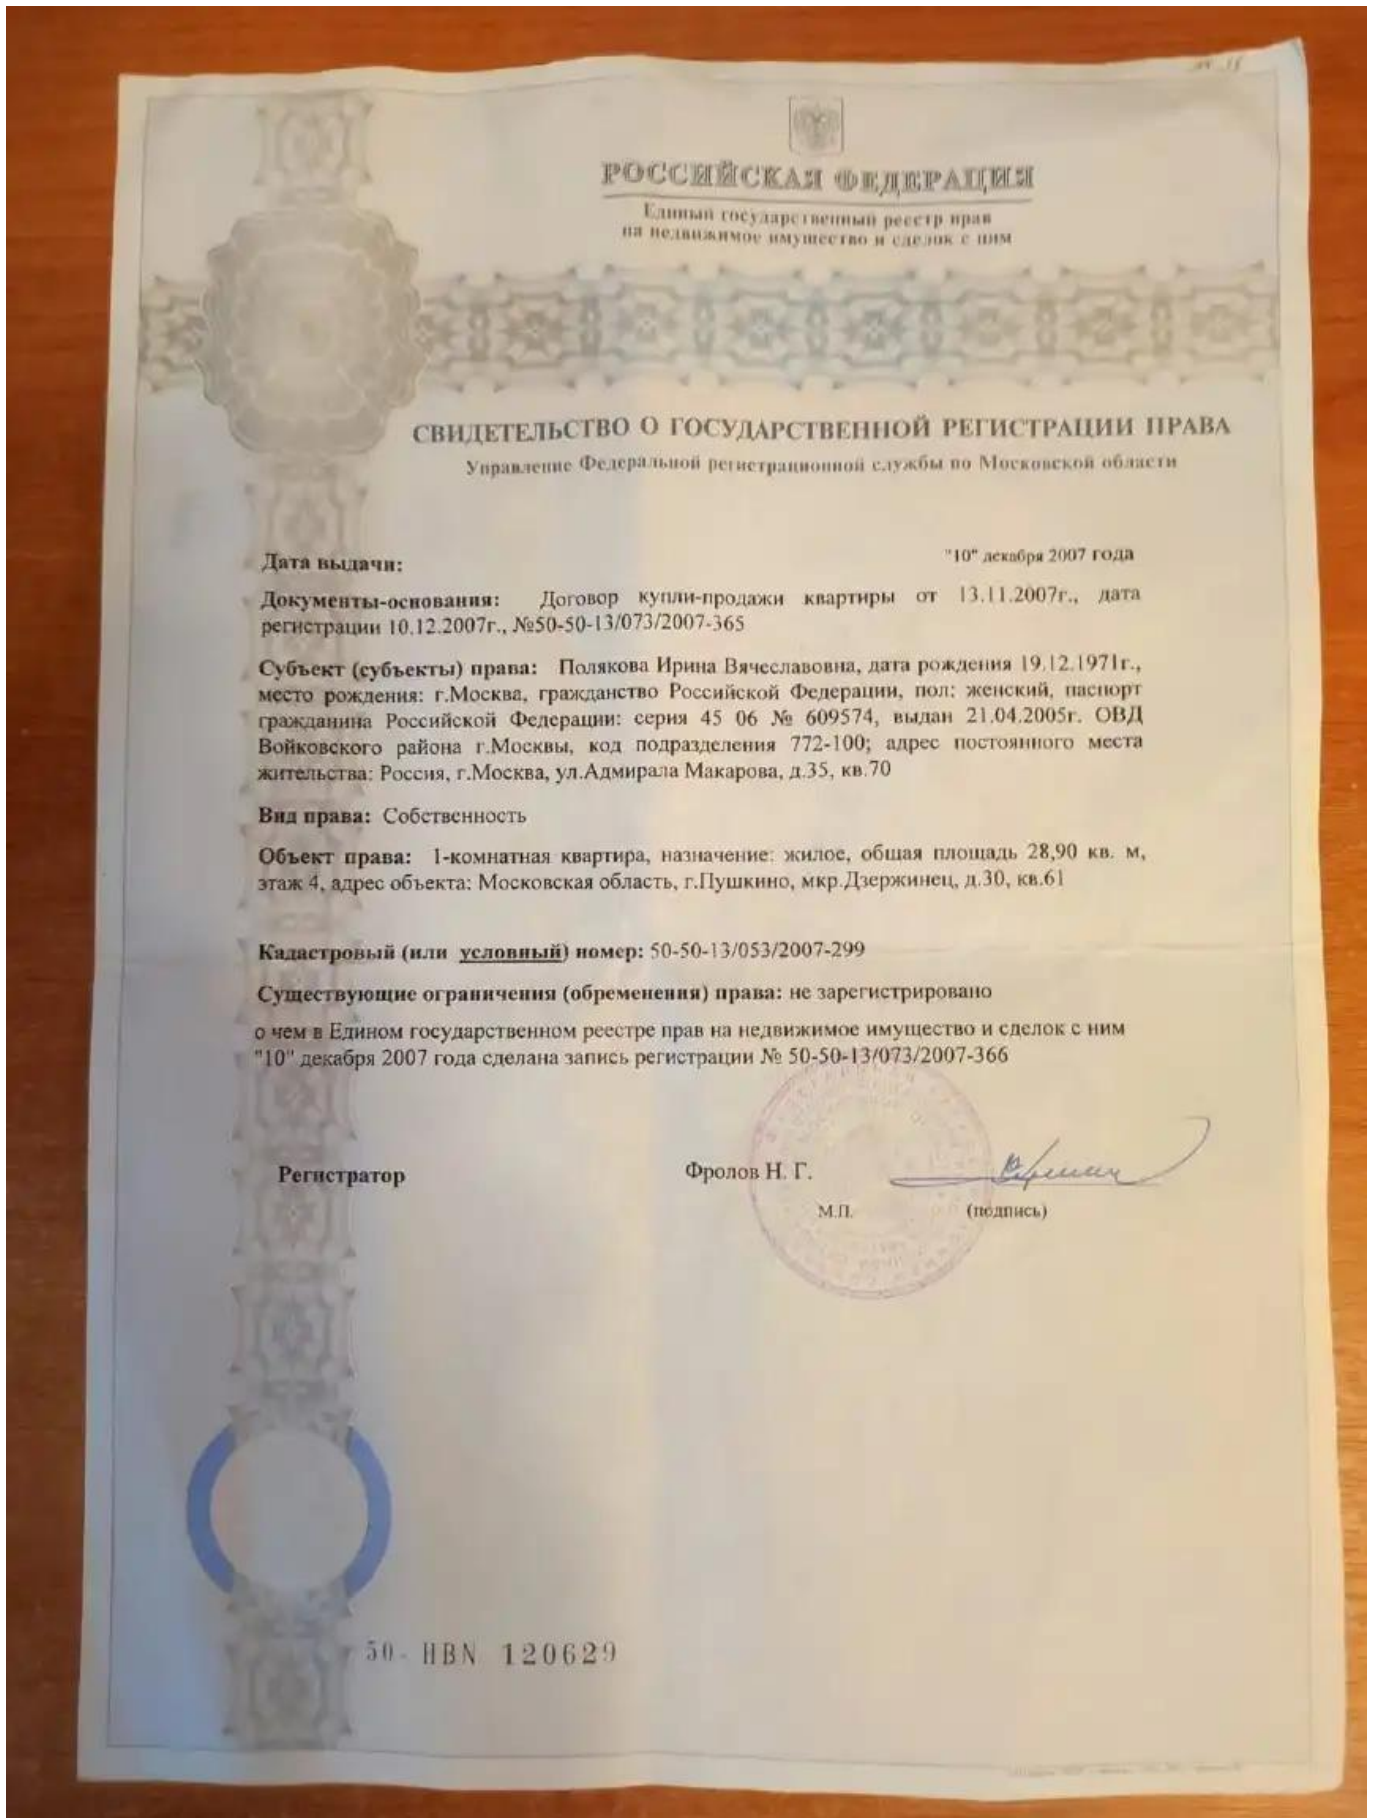 РОССИЙСКАЯ ФЕДЕРАЦИЯ
Единый государственный реестр прав
на недвижимое имущество и сделок с ним
СВИДЕТЕЛЬСТВО О ГОСУДАРСТВЕННОЙ РЕГИСТРАЦИИ ПРАВА
Управление Федеральной регистрационной службы по Московской области
Дата выдачи: "10" декабря 2007 года
Документы-основания: Договор купли-продажи квартиры от 13.11.2007г., дата
регистрации 10.12.2007г., №50-50-13/073/2007-365
Субъект (субъекты) права: Полякова Ирина Вячеславовна, дата рождения 19.12.1971г.,
место рождения: г.Москва, гражданство Российской Федерации, пол: женский, паспорт
гражданина Российской Федерации: серия 45 06 № 609574, выдан 21.04.2005г. ОВД
Войковского района г.Москвы, код подразделения 772-100; адрес постоянного места
жительства: Россия, г.Москва, ул.Адмирала Макарова, д.35, кв.70
Вид права: Собственность
Объект права: 1-комнатная квартира, назначение: жилое, общая площадь 28,90 кв. м,
этаж 4, адрес объекта: Московская область, г.Пушкино, мкр.Дзержинец, д.30, кв.61
Кадастровый (или условный) номер: 50-50-13/053/2007-299
Существующие ограничения (обременения) права: не зарегистрировано
о чем в Едином государственном реестре прав на недвижимое имущество и сделок с ним
"10" декабря 2007 года сделана запись регистрации № 50-50-13/073/2007-366
Регистратор Фролов Н. Г.
М.П. (подпись)
50- НВN 120629